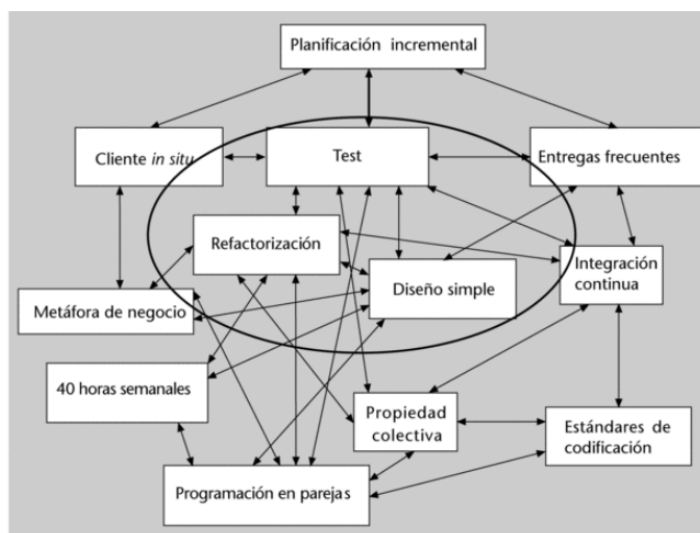 Planificación incremental
Cliente in situ
Test
Entregas frecuentes
Refactorización
Integración
continua
Diseño simple
Metáfora de negocio
40 horas semanales
Propiedad
colectiva
Estándares de
codificación
Programación en parejas